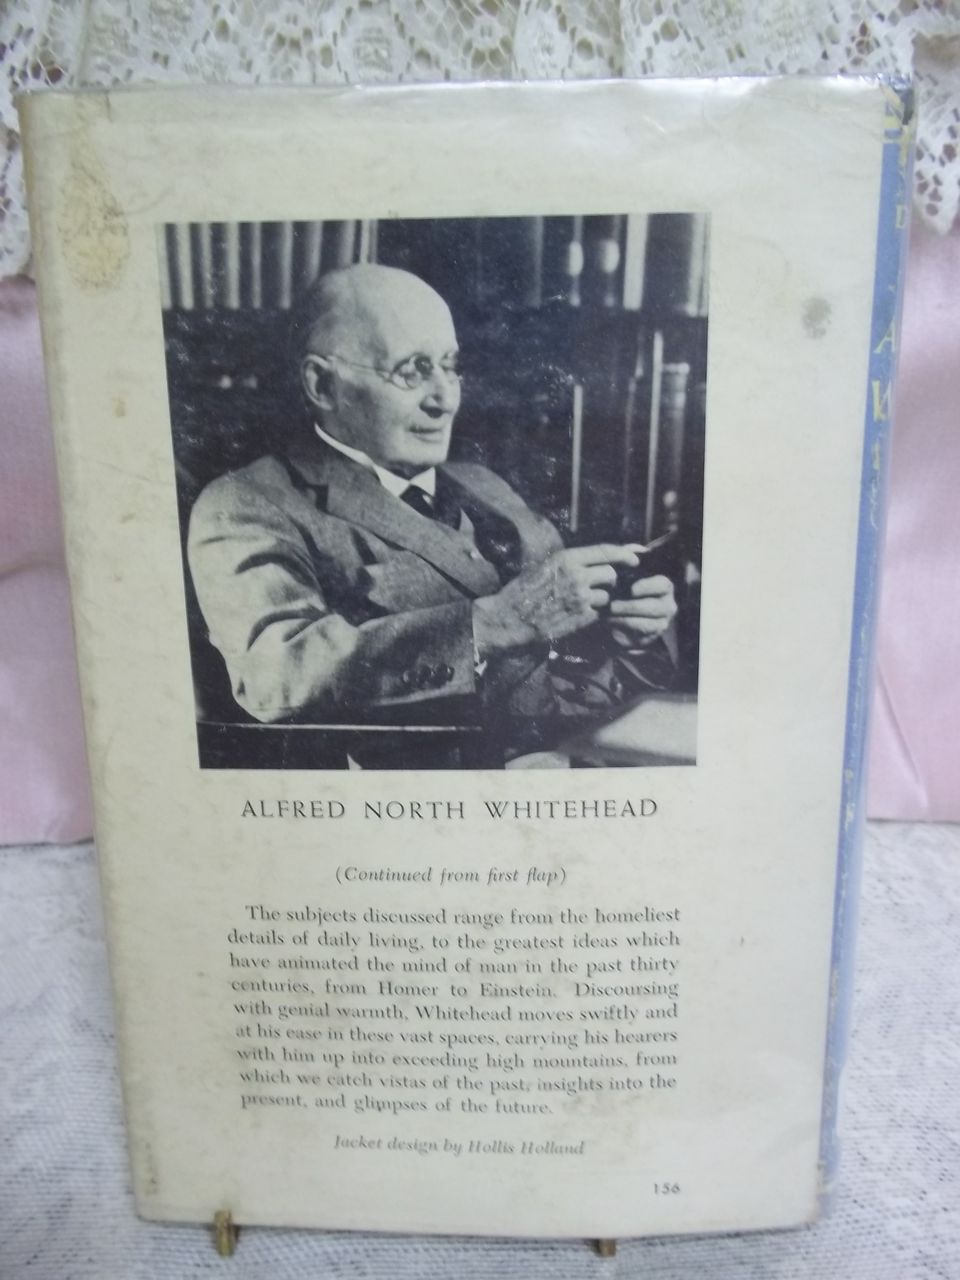 ALFRED NORTH WHITEHEAD
(Continued from first flap)
The subjects discussed range from the homeliest
details of daily living, to the greatest ideas which
have animated the mind of man in the past thirty
centuries, from Homer to Einstein. Discoursing
with genial warmth, Whitehead moves swiftly and
at his ease in these vast spaces, carrying his hearers
with him up into exceeding high mountains, from
which we catch vistas of the past, insights into the
present, and glimpses of the future.
Jacket design by Hollis Holland
156